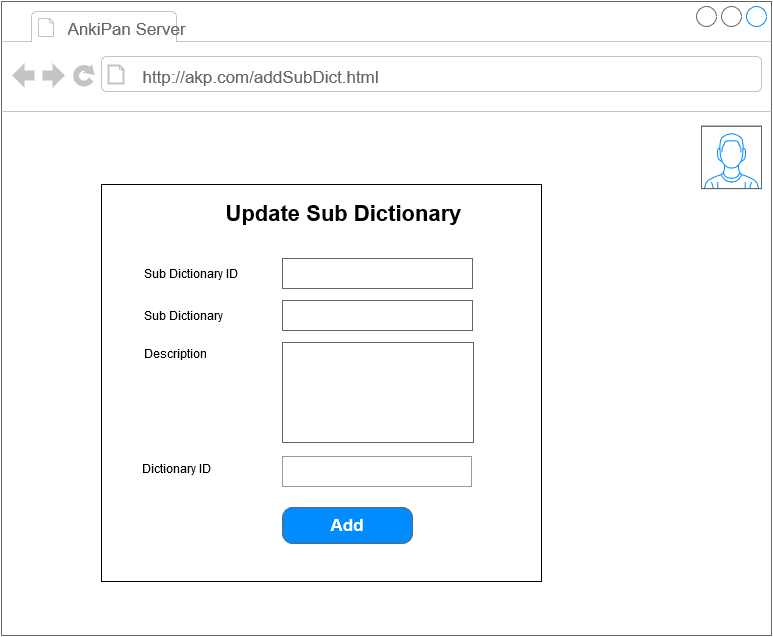 AnkiPan Server
http://akp.com/addSubDict.html
Update Sub Dictionary
Sub Dictionary ID
Sub Dictionary
Description
Dictionary ID
Add